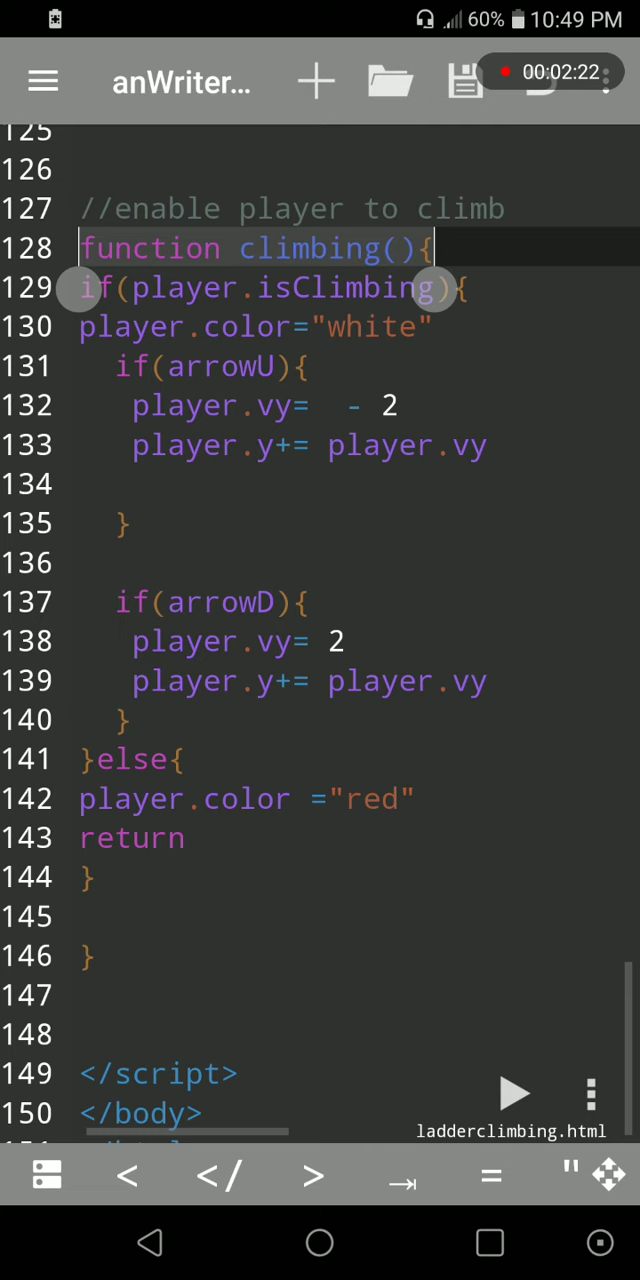 60% 10:49 PM
anWriter... 00:02:22
125
126
127 //enable player to climb
128 function climbing(){
129 if(player.isClimbing){
130 player.color="white"
131 if(arrowU){
132 player.vy= - 2
133 player.y+= player.vy
134
135 }
136
137 if(arrowD){
138 player.vy= 2
139 player.y+= player.vy
140 }
141 }else{
142 player.color ="red"
143 return
144 }
145
146 }
147
148
149 </script>
150 </body>
ladderclimbing.html
< </ > = "